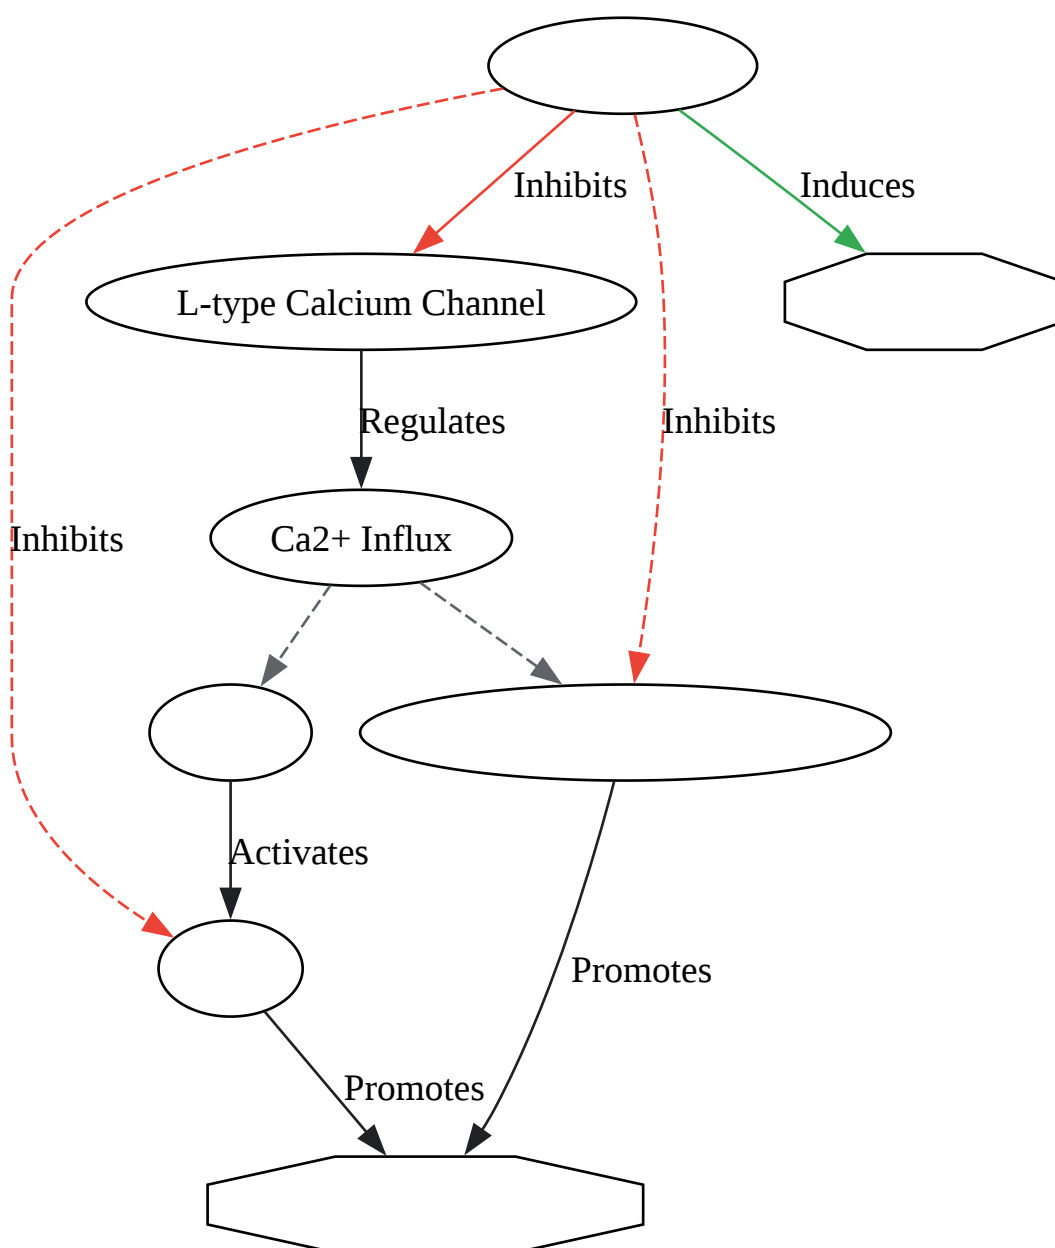 Inhibits
Induces
L-type Calcium Channel
Regulates
Inhibits
Inhibits
Ca2+ Influx
Activates
Promotes
Promotes